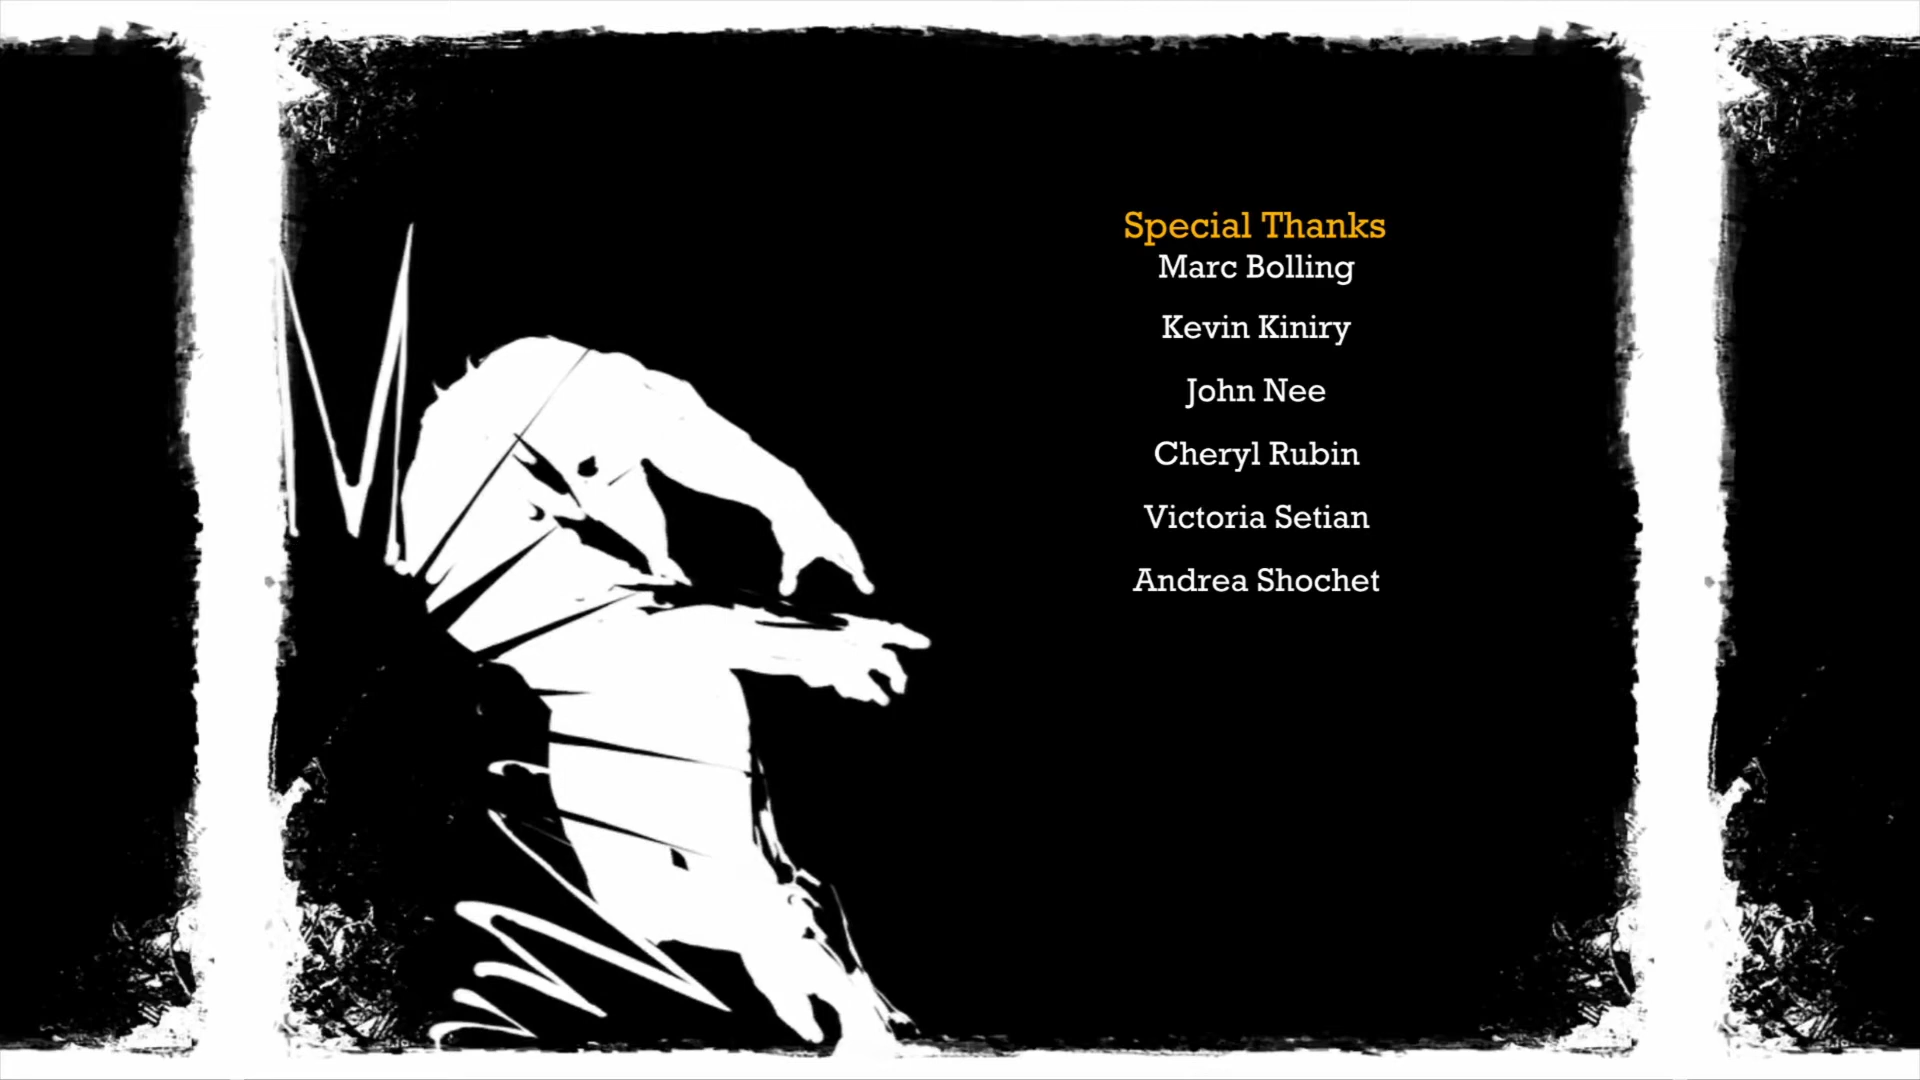 Special Thanks
Marc Bolling
Kevin Kiniry
John Nee
Cheryl Rubin
Victoria Setian
Andrea Shochet